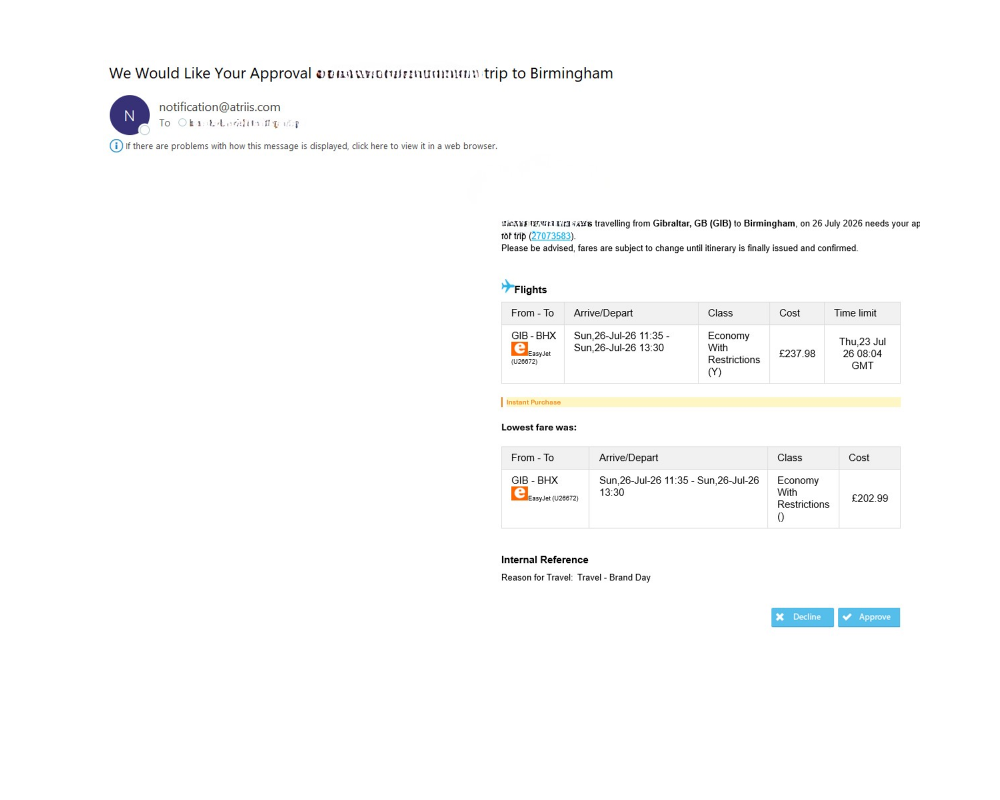 We Would Like Your Approval trip to Birmingham
N
notification@atriis.com
To
If there are problems with how this message is displayed, click here to view it in a web browser.
travelling from Gibraltar, GB (GIB) to Birmingham, on 26 July 2026 needs your ap
for trip (27073583).
Please be advised, fares are subject to change until itinerary is finally issued and confirmed.
Flights
From - To Arrive/Depart Class Cost Time limit
GIB - BHX
e EasyJet
(U26672)
Sun,26-Jul-26 11:35 -
Sun,26-Jul-26 13:30
Economy
With
Restrictions
(Y)
£237.98
Thu,23 Jul
26 08:04
GMT
Instant Purchase
Lowest fare was:
From - To Arrive/Depart Class Cost
GIB - BHX
e EasyJet (U26672)
Sun,26-Jul-26 11:35 - Sun,26-Jul-26
13:30
Economy
With
Restrictions
()
£202.99
Internal Reference
Reason for Travel: Travel - Brand Day
Decline
Approve